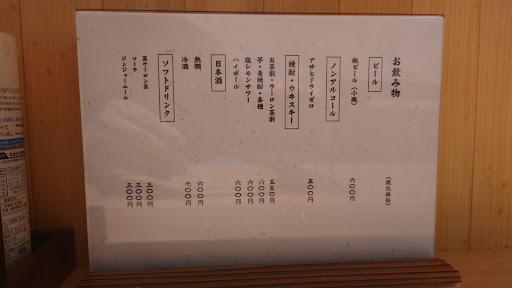 お飲み物
(税込価格)
ビール
瓶ビール(小瓶) 六〇〇円
ノンアルコール
アサヒドライゼロ 五〇〇円
焼酎・ウヰスキー
お茶割・ウーロン茶割 五五〇円
芋・麦焼酎・各種 六〇〇円
塩レモンサワー 六〇〇円
ハイボール 六〇〇円
日本酒
熱燗 六〇〇円
冷酒 七〇〇円
ソフトドリンク
黒ウーロン茶 三〇〇円
コーラ 三〇〇円
ジンジャーエール 三〇〇円